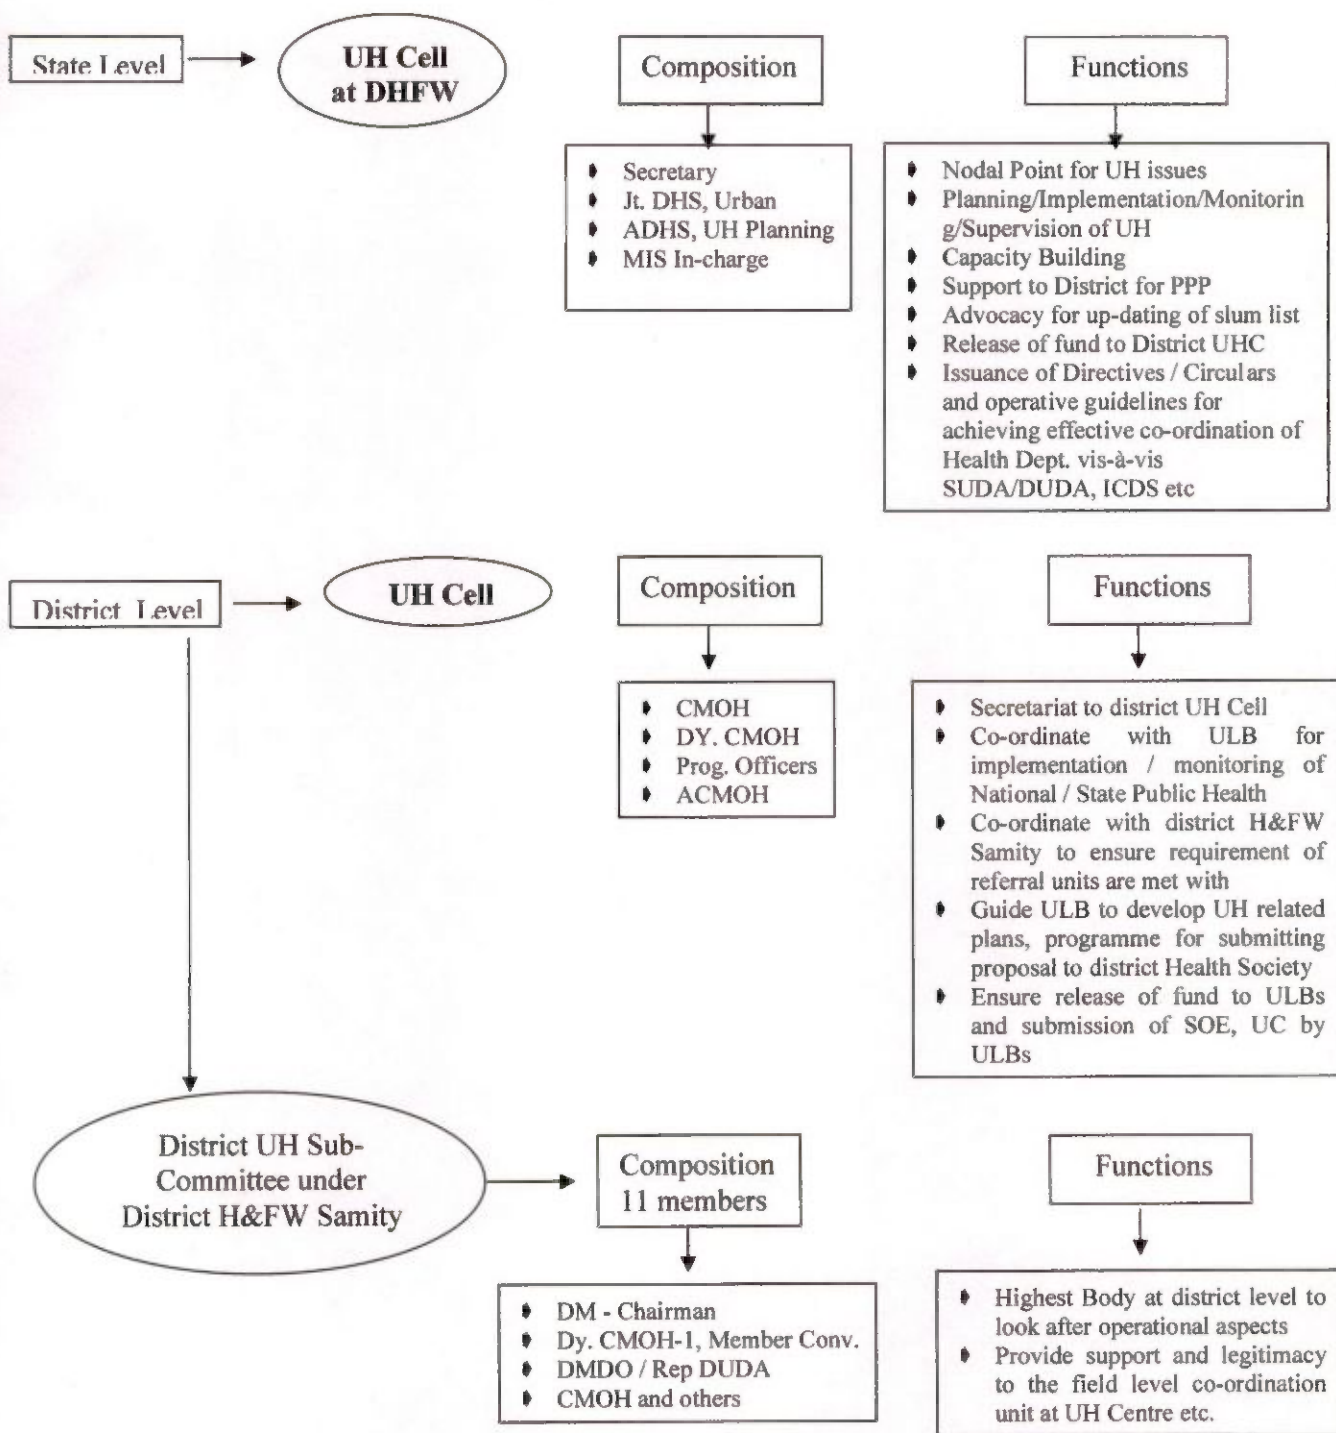 State Level
UH Cell
at DHFW
Composition
Functions
Secretary
Jt. DHS, Urban
ADHS, UH Planning
MIS In-charge
Nodal Point for UH issues
Planning/Implementation/Monitorin
g/Supervision of UH
Capacity Building
Support to District for PPP
Advocacy for up-dating of slum list
Release of fund to District UHC
Issuance of Directives / Circulars
and operative guidelines for
achieving effective co-ordination of
Health Dept. vis-à-vis
SUDA/DUDA, ICDS etc
District Level
UH Cell
Composition
Functions
CMOH
DY. CMOH
Prog. Officers
ACMOH
Secretariat to district UH Cell
Co-ordinate with ULB for
implementation / monitoring of
National / State Public Health
Co-ordinate with district H&FW
Samity to ensure requirement of
referral units are met with
Guide ULB to develop UH related
plans, programme for submitting
proposal to district Health Society
Ensure release of fund to ULBs
and submission of SOE, UC by
ULBs
District UH Sub-
Committee under
District H&FW Samity
Composition
11 members
Functions
DM - Chairman
Dy. CMOH-1, Member Conv.
DMDO / Rep DUDA
CMOH and others
Highest Body at district level to
look after operational aspects
Provide support and legitimacy
to the field level co-ordination
unit at UH Centre etc.